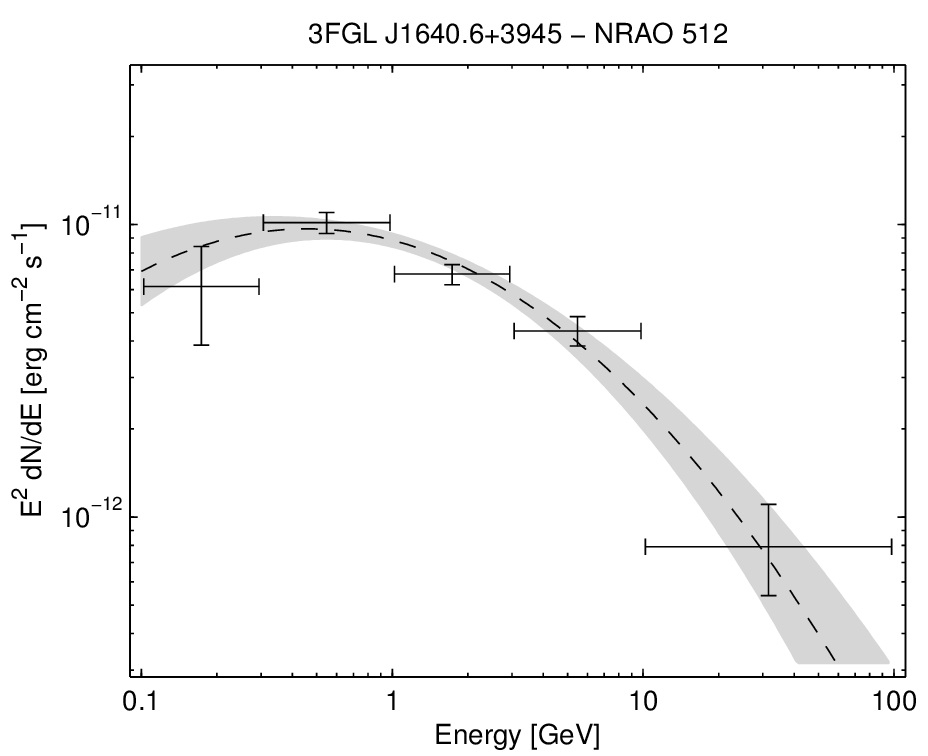 3FGL J1640.6+3945 − NRAO 512
E² dN/dE [erg cm⁻² s⁻¹]
10⁻¹¹
10⁻¹²
0.1 1 10 100
Energy [GeV]